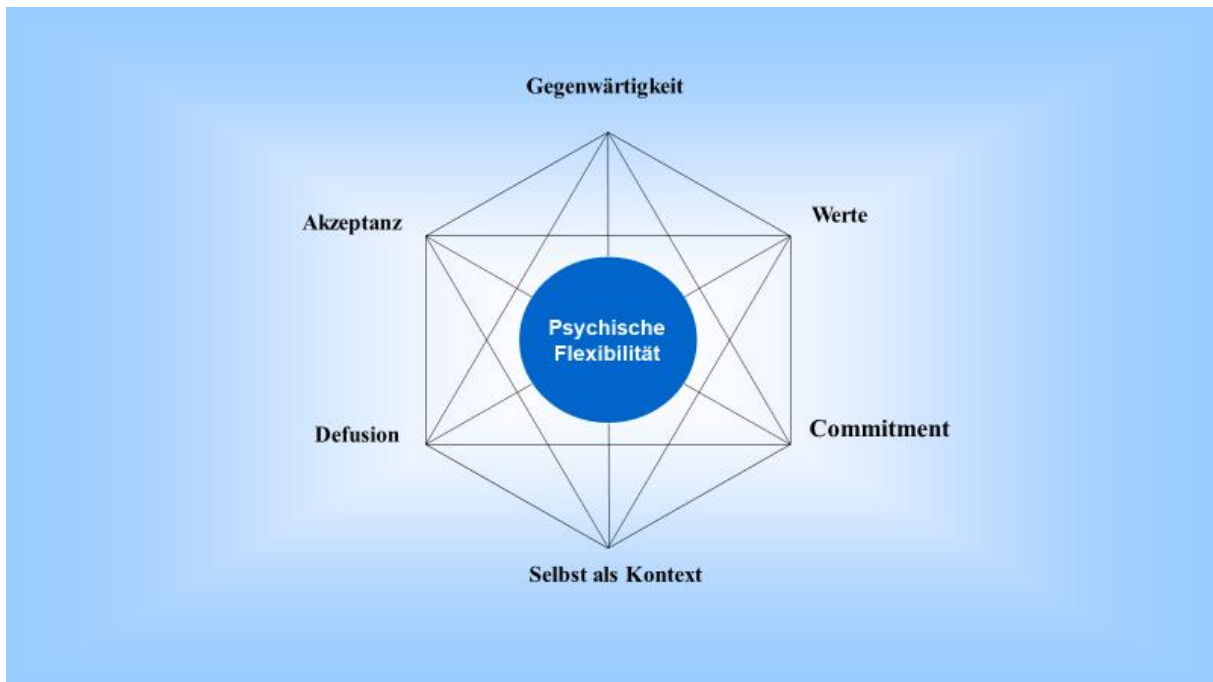 Gegenwärtigkeit
Akzeptanz
Werte
Psychische
Flexibilität
Defusion
Commitment
Selbst als Kontext